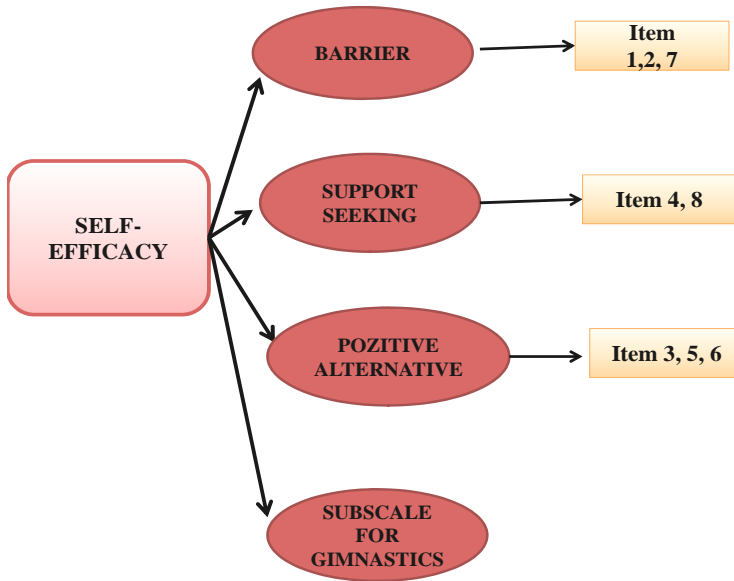 BARRIER
Item
1,2, 7
SELF-
EFFICACY
SUPPORT
SEEKING
Item 4, 8
POZITIVE
ALTERNATIVE
Item 3, 5, 6
SUBSCALE
FOR
GIMNASTICS